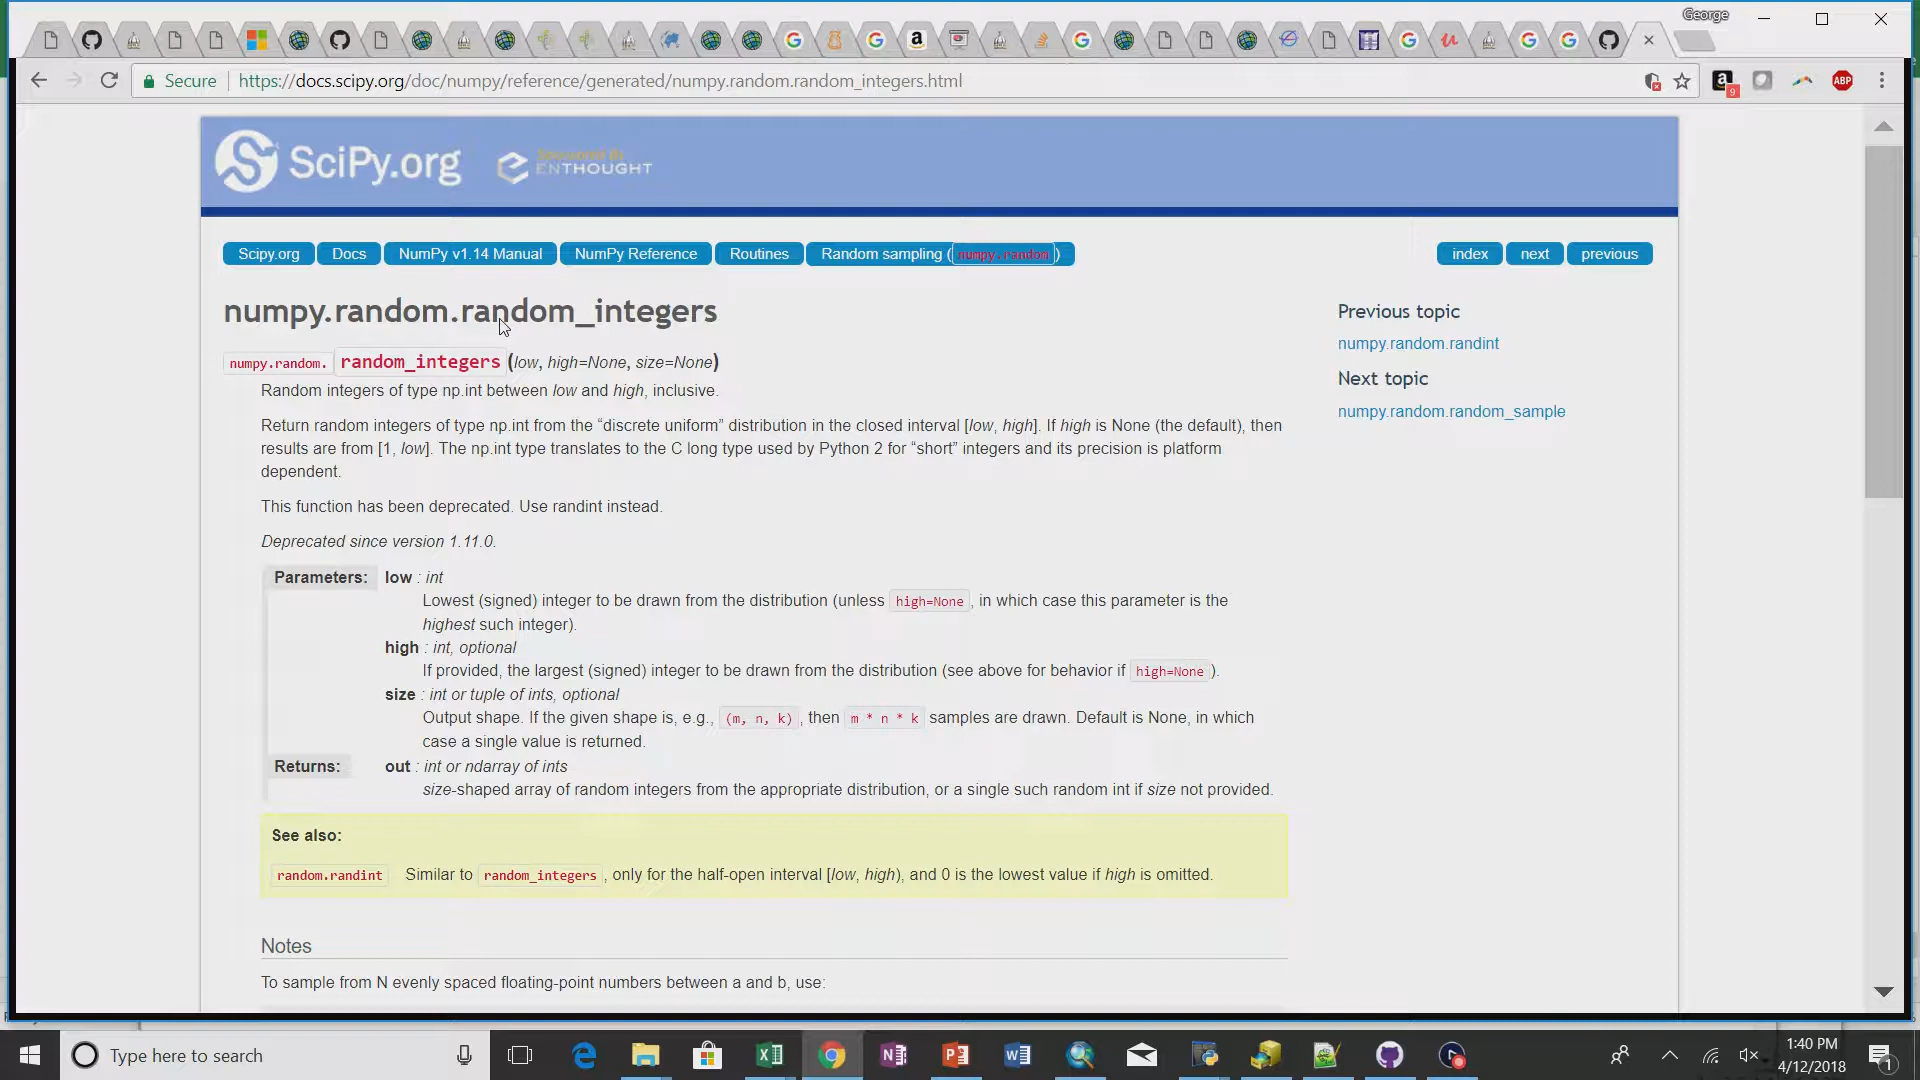 George
Secure https://docs.scipy.org/doc/numpy/reference/generated/numpy.random.random_integers.html
9
ABP
SciPy.org
ENTHOUGHT
Scipy.org Docs NumPy v1.14 Manual NumPy Reference Routines Random sampling (numpy.random) index next previous
numpy.random.random_integers
Previous topic
numpy.random.randint
Next topic
numpy.random.random_sample
numpy.random.random_integers(low, high=None, size=None)
Random integers of type np.int between low and high, inclusive.
Return random integers of type np.int from the “discrete uniform” distribution in the closed interval [low, high]. If high is None (the default), then
results are from [1, low]. The np.int type translates to the C long type used by Python 2 for “short” integers and its precision is platform
dependent.
This function has been deprecated. Use randint instead.
Deprecated since version 1.11.0.
Parameters: low : int
Lowest (signed) integer to be drawn from the distribution (unless high=None, in which case this parameter is the
highest such integer).
high : int, optional
If provided, the largest (signed) integer to be drawn from the distribution (see above for behavior if high=None).
size : int or tuple of ints, optional
Output shape. If the given shape is, e.g., (m, n, k), then m * n * k samples are drawn. Default is None, in which
case a single value is returned.
Returns: out : int or ndarray of ints
size-shaped array of random integers from the appropriate distribution, or a single such random int if size not provided.
See also:
random.randint Similar to random_integers, only for the half-open interval [low, high), and 0 is the lowest value if high is omitted.
Notes
To sample from N evenly spaced floating-point numbers between a and b, use:
Type here to search
1:40 PM
4/12/2018
1